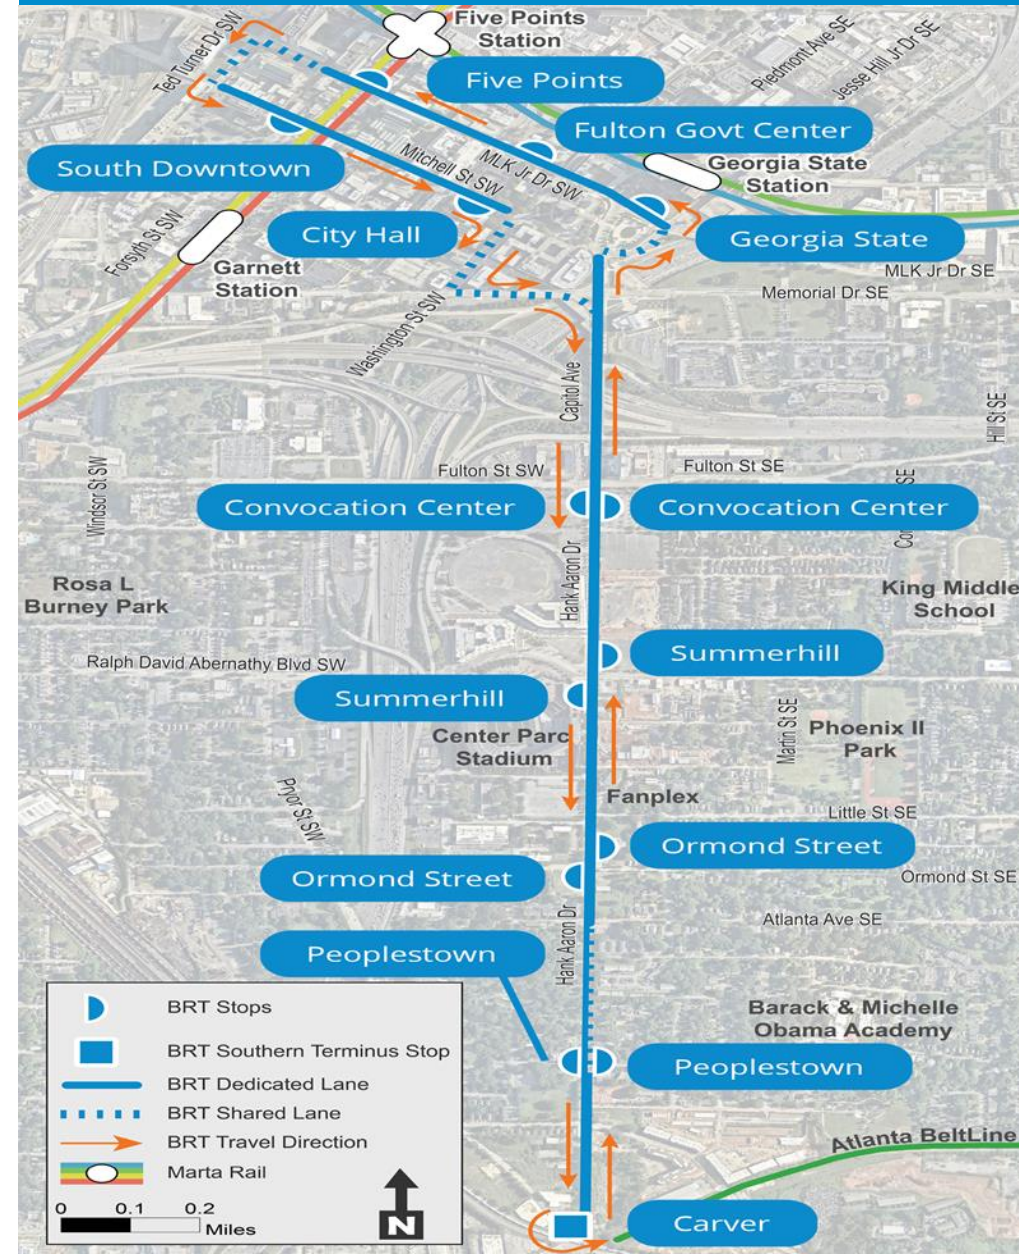 Five Points
Station
Ted Turner Dr SW
Piedmont Ave SE
Jesse Hill Jr Dr SE
Five Points
Fulton Govt Center
South Downtown
Mitchell St SW
MLK Jr Dr SW
Georgia State
Station
City Hall
Georgia State
Forsyth St SW
Garnett
Station
MLK Jr Dr SE
Memorial Dr SE
Washington St SW
Capitol Ave
Hill St SE
Fulton St SW
Fulton St SE
Windsor St SW
Convocation Center
Convocation Center
SE
Hank Aaron Dr
Rosa L
Burney Park
King Middle
School
Ralph David Abernathy Blvd SW
Summerhill
Summerhill
Center Parc
Stadium
Martin St SE
Phoenix II
Park
Pryor St SW
Fanplex
Little St SE
Ormond Street
Ormond Street
Ormond St SE
Hank Aaron Dr
Atlanta Ave SE
Peoplestown
Barack & Michelle
Obama Academy
Peoplestown
BRT Stops
BRT Southern Terminus Stop
BRT Dedicated Lane
BRT Shared Lane
BRT Travel Direction
Marta Rail
0 0.1 0.2
Miles
N
Atlanta BeltLine
Carver